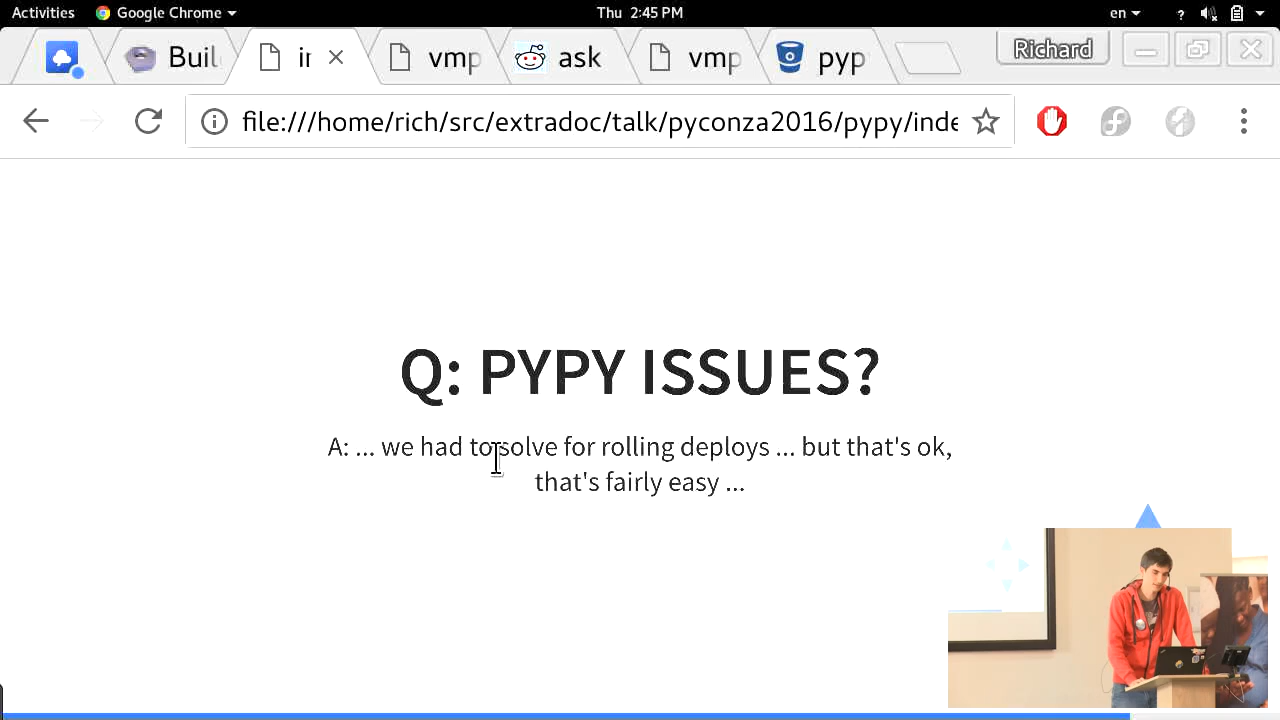 Activities Google Chrome Thu 2:45 PM en ?
Buil ir vmp ask vmp pyp Richard
file:///home/rich/src/extradoc/talk/pyconza2016/pypy/inde
Q: PYPY ISSUES?
A: ... we had to solve for rolling deploys ... but that's ok,
that's fairly easy ...